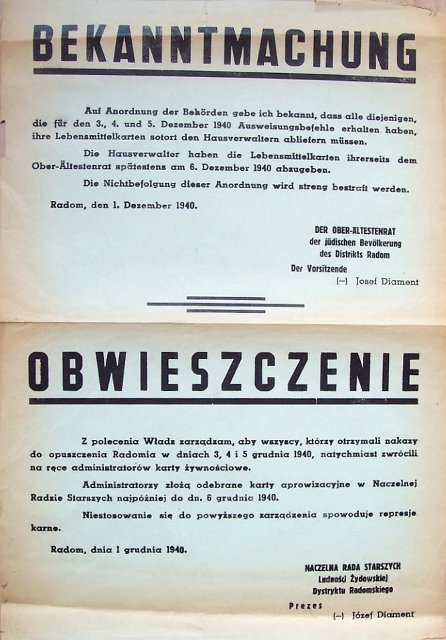 BEKANNTMACHUNG
Auf Anordnung der Behörden gebe ich bekannt, dass alle diejenigen,
die für den 3., 4. und 5. Dezember 1940 Ausweisungsbefehle erhalten haben,
ihre Lebensmittelkarten sofort den Hausverwaltern abliefern müssen.
Die Hausverwalter haben die Lebensmittelkarten ihrerseits dem
Ober-Ältestenrat spätestens am 6. Dezember 1940 abzugeben.
Die Nichtbefolgung dieser Anordnung wird streng bestraft werden.
Radom, den 1. Dezember 1940.
DER OBER-ÄLTESTENRAT
der jüdischen Bevölkerung
des Distrikts Radom
Der Vorsitzende
(—) Josef Diament
OBWIESZCZENIE
Z polecenia Władz zarządzam, aby wszyscy, którzy otrzymali nakazy
do opuszczenia Radomia w dniach 3, 4 i 5 grudnia 1940, natychmiast zwrócili
na ręce administratorów karty żywnościowe.
Administratorzy złożą odebrane karty aprowizacyjne w Naczelnej
Radzie Starszych najpóźniej do dn. 6 grudnia 1940.
Niestosowanie się do powyższego zarządzenia spowoduje represje
karne.
Radom, dnia 1 grudnia 1940.
NACZELNA RADA STARSZYCH
Ludności Żydowskiej
Dystryktu Radomskiego
Prezes
(—) Józef Diament